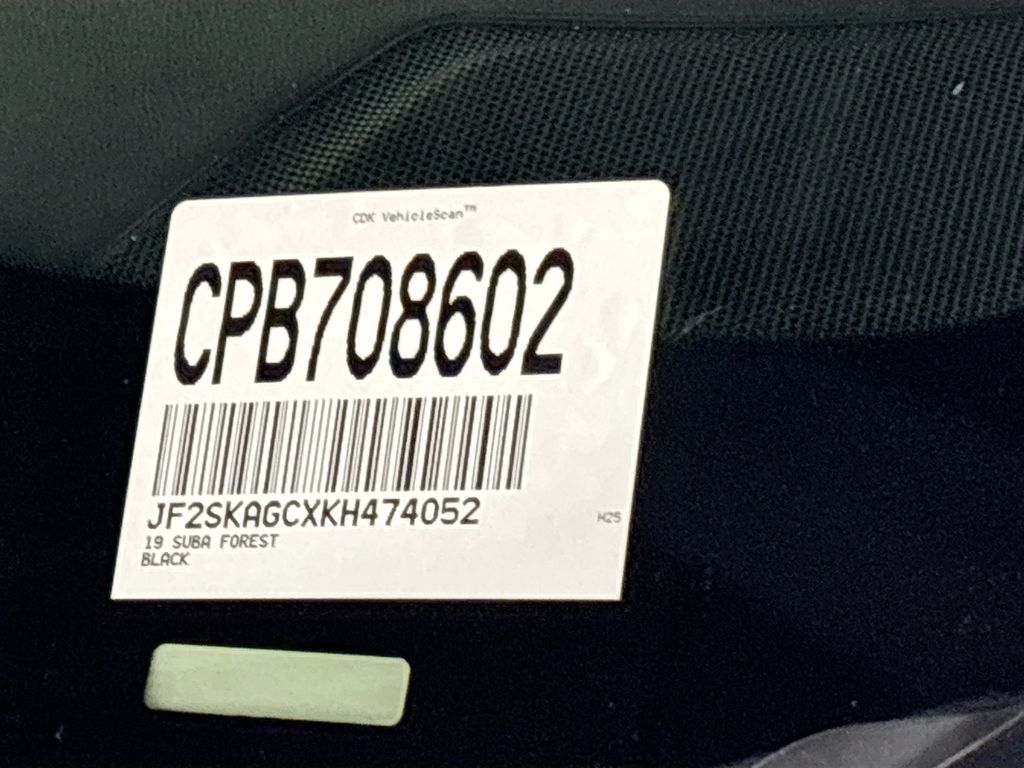 CDK VehicleScan™
CPB708602
JF2SKAGCXKH474052
H25
19 SUBA FOREST
BLACK